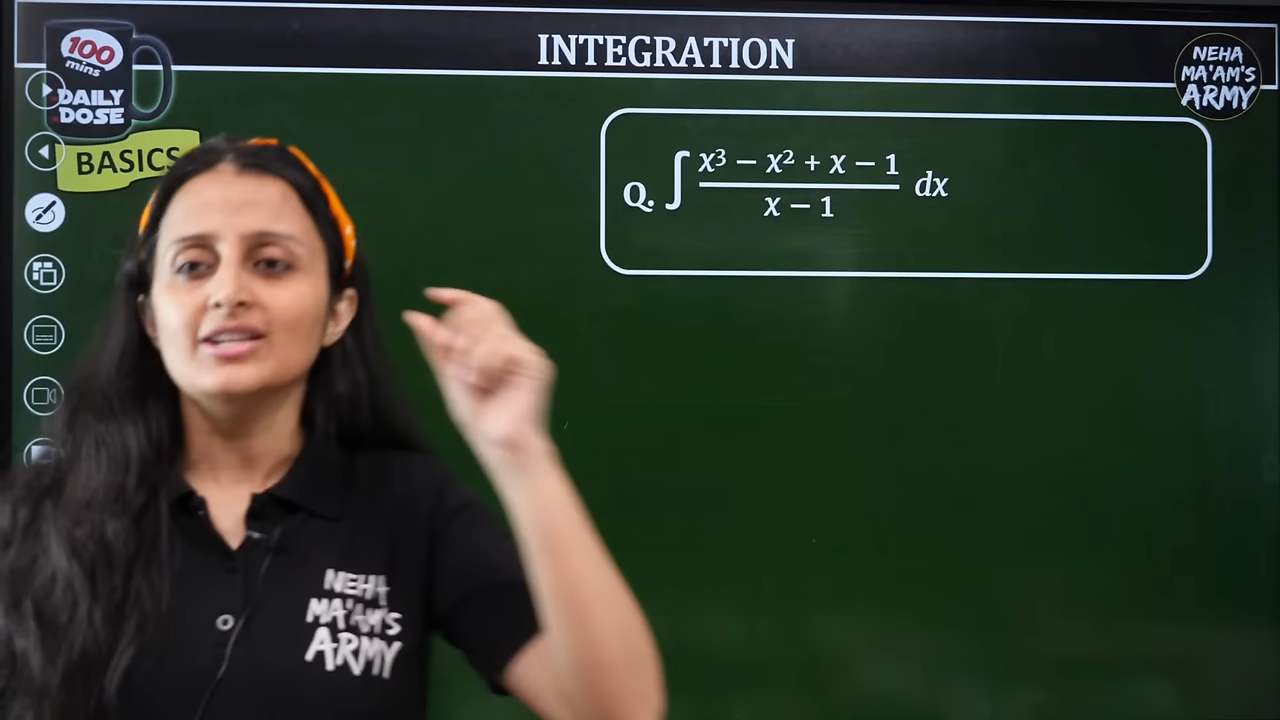 INTEGRATION
100
mins
DAILY
DOSE
BASICS
NEHA
MA'AM'S
ARMY
Q. ∫ (x³ − x² + x − 1)/(x − 1) dx
NEHA
MA'AM'S
ARMY